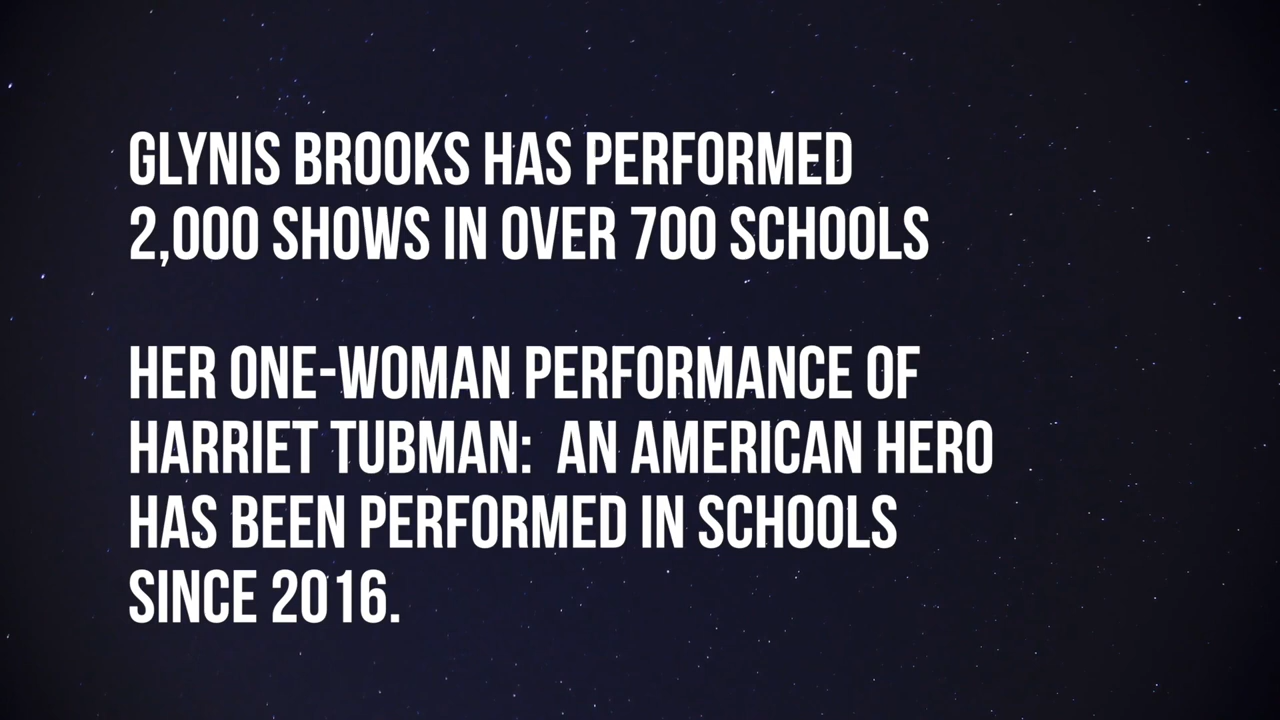 GLYNIS BROOKS HAS PERFORMED
2,000 SHOWS IN OVER 700 SCHOOLS
HER ONE-WOMAN PERFORMANCE OF
HARRIET TUBMAN:  AN AMERICAN HERO
HAS BEEN PERFORMED IN SCHOOLS
SINCE 2016.